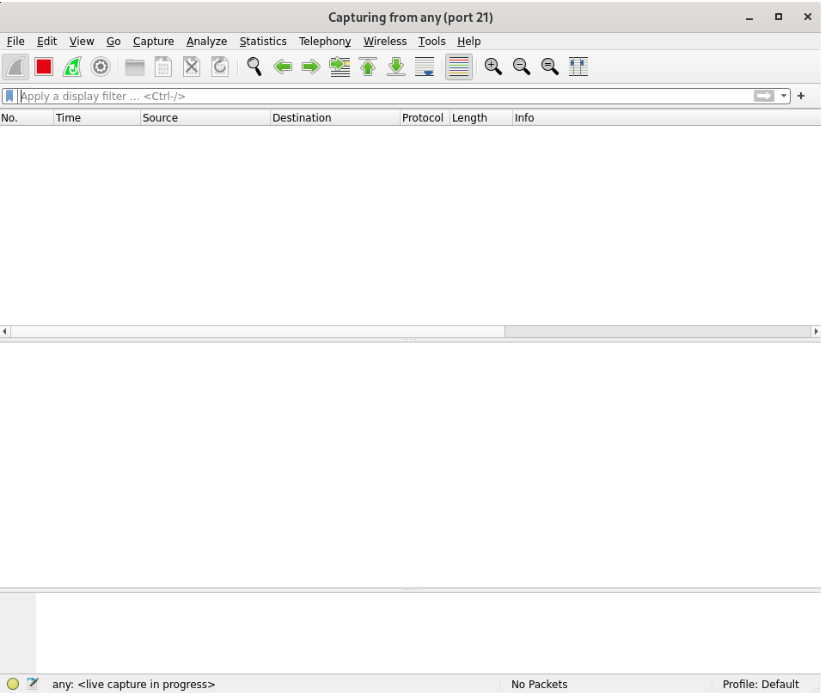 Capturing from any (port 21)
File Edit View Go Capture Analyze Statistics Telephony Wireless Tools Help
Apply a display filter ... <Ctrl-/>
No. Time Source Destination Protocol Length Info
any: <live capture in progress> No Packets Profile: Default